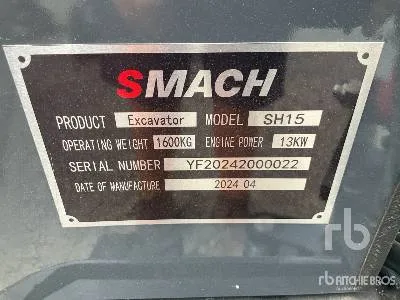 SMACH
PRODUCT Excavator MODEL SH15
OPERATING WEIGHT 1600KG ENGINE POWER 13KW
SERIAL NUMBER YF20242000022
DATE OF MANUFACTURE 2024 04
rb
RITCHIE BROS.